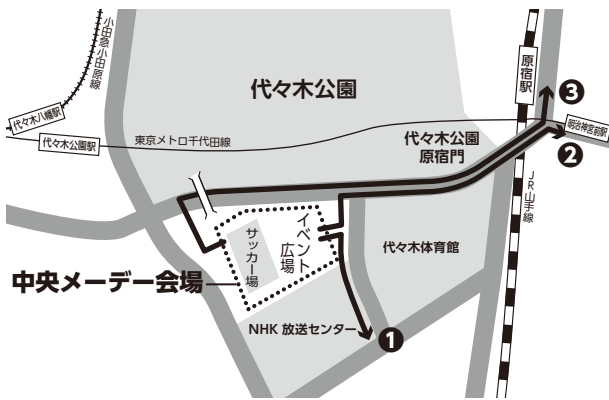 小田急小田原線
代々木八幡駅
代々木公園駅
東京メトロ千代田線
代々木公園
原宿駅
❸
明治神宮前駅
❷
代々木公園
原宿門
JR山手線
イベント
広場
サッカー場
代々木体育館
中央メーデー会場
NHK 放送センター
❶